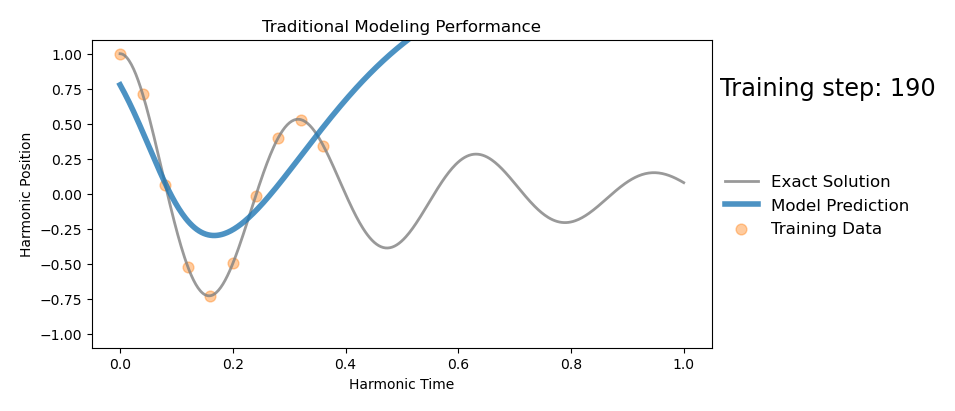 Traditional Modeling Performance
1.00
0.75
0.50
0.25
0.00
−0.25
−0.50
−0.75
−1.00
Harmonic Position
0.0 0.2 0.4 0.6 0.8 1.0
Harmonic Time
Training step: 190
Exact Solution
Model Prediction
Training Data